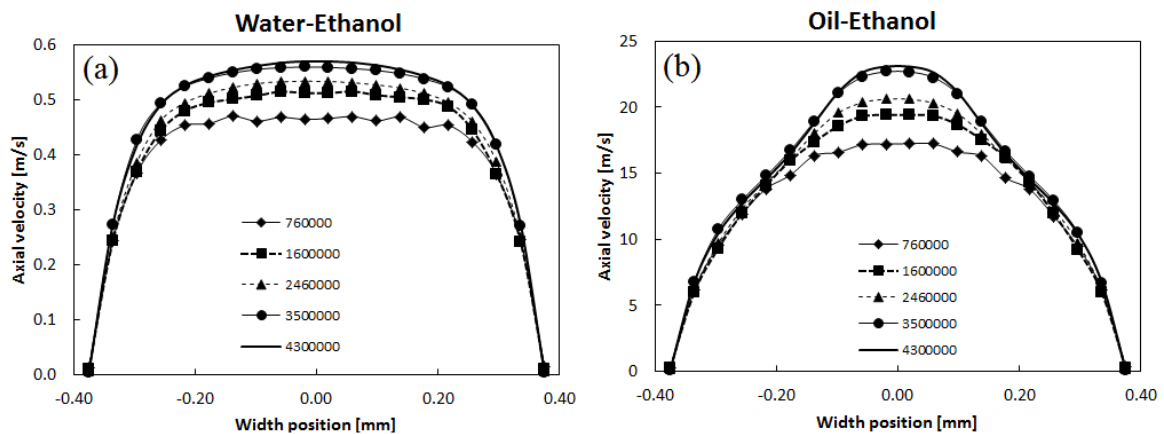 Water-Ethanol
(a)
Axial velocity [m/s]
0.6
0.5
0.4
0.3
0.2
0.1
0.0
760000
1600000
2460000
3500000
4300000
-0.40 -0.20 0.00 0.20 0.40
Width position [mm]
Oil-Ethanol
(b)
Axial velocity [m/s]
25
20
15
10
5
0
760000
1600000
2460000
3500000
4300000
-0.40 -0.20 0.00 0.20 0.40
Width position [mm]